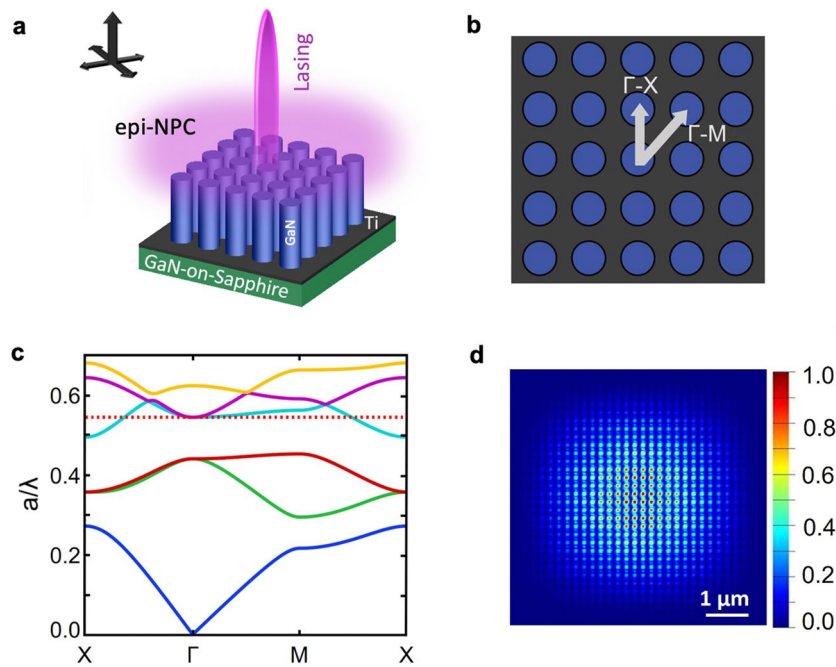 a
Lasing
epi-NPC
GaN
Ti
GaN-on-Sapphire
b
Γ-X
Γ-M
c
a/λ
0.6
0.4
0.2
0.0
X Γ M X
d
1.0
0.8
0.6
0.4
0.2
0.0
1 μm